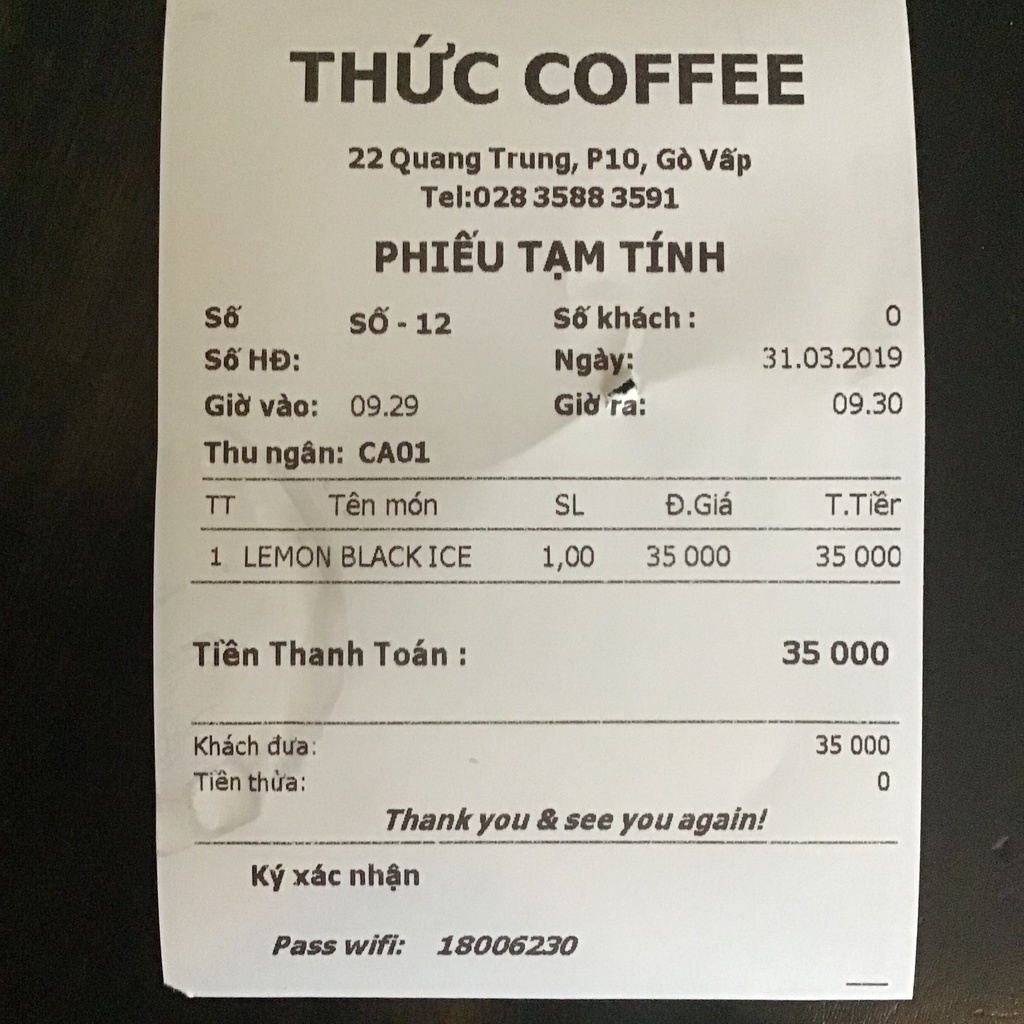 THỨC COFFEE
22 Quang Trung, P10, Gò Vấp
Tel:028 3588 3591
PHIẾU TẠM TÍNH
Số SỐ - 12 Số khách : 0
Số HĐ: Ngày: 31.03.2019
Giờ vào: 09.29 Giờ ra: 09.30
Thu ngân: CA01
TT Tên món SL Đ.Giá T.Tiền
1 LEMON BLACK ICE 1,00 35 000 35 000
Tiền Thanh Toán : 35 000
Khách đưa: 35 000
Tiền thừa: 0
Thank you & see you again!
Ký xác nhận
Pass wifi: 18006230